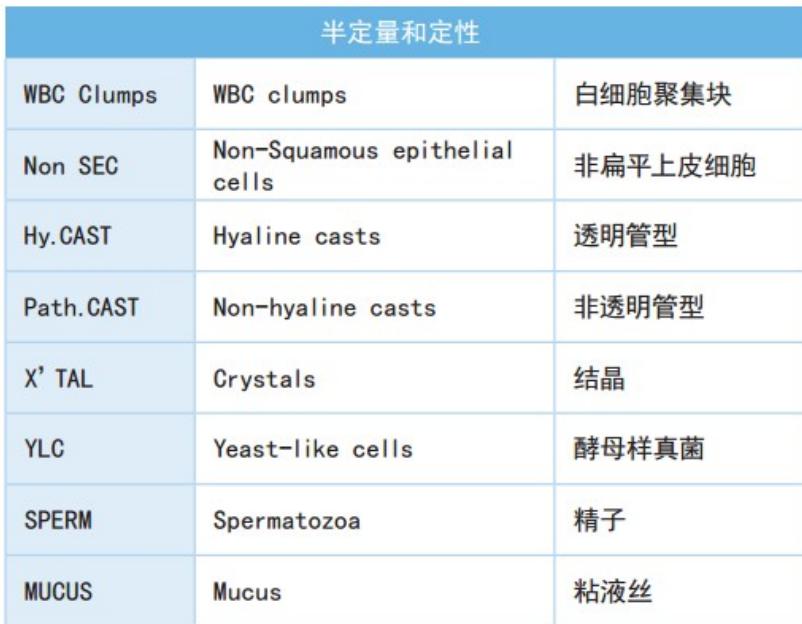 半定量和定性
WBC Clumps WBC clumps 白细胞聚集块
Non SEC Non-Squamous epithelial cells 非扁平上皮细胞
Hy.CAST Hyaline casts 透明管型
Path.CAST Non-hyaline casts 非透明管型
X' TAL Crystals 结晶
YLC Yeast-like cells 酵母样真菌
SPERM Spermatozoa 精子
MUCUS Mucus 粘液丝